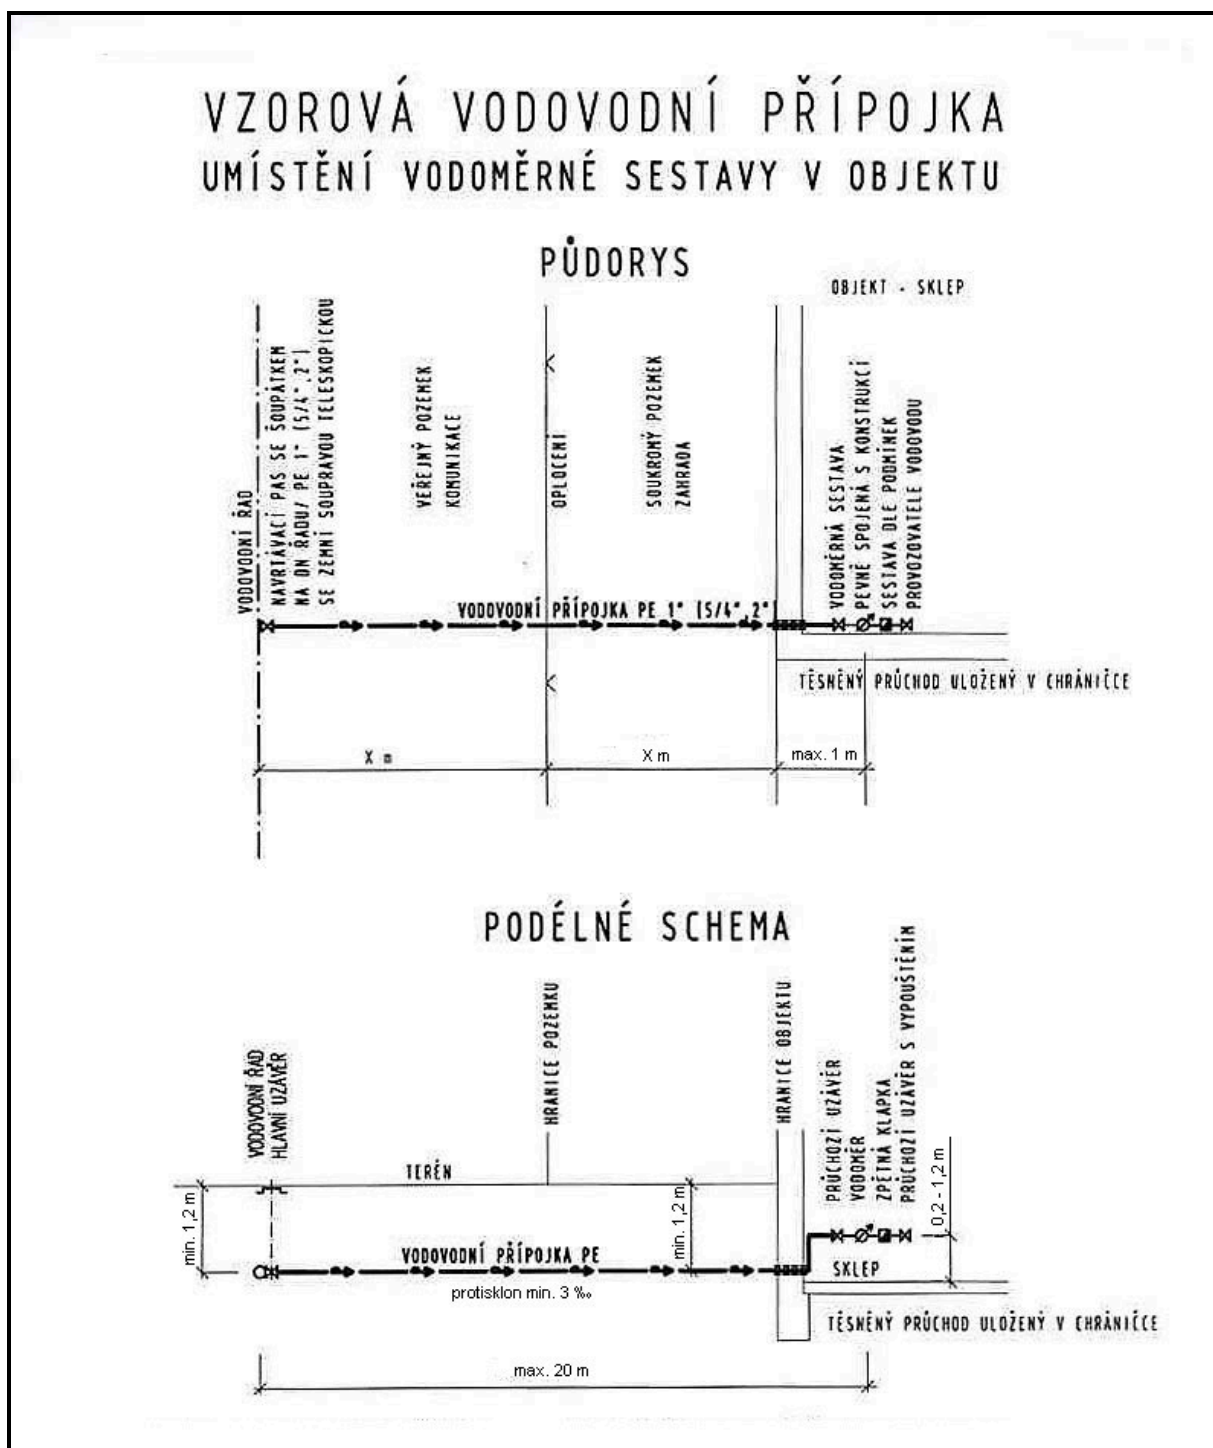 VZOROVÁ VODOVODNÍ PŘÍPOJKA
UMÍSTĚNÍ VODOMĚRNÉ SESTAVY V OBJEKTU
PŮDORYS
OBJEKT - SKLEP
VODOVODNÍ ŘAD
NAVRTÁVACÍ PAS SE ŠOUPÁTKEM
NA DN ŘADU/ PE 1" (5/4",2")
SE ZEMNÍ SOUPRAVOU TELESKOPICKOU
VEŘEJNÝ POZEMEK
KOMUNIKACE
OPLOCENÍ
SOUKROMÝ POZEMEK
ZAHRADA
VODOMĚRNÁ SESTAVA
PEVNĚ SPOJENÁ S KONSTRUKCÍ
SESTAVA DLE PODMÍNEK
PROVOZOVATELE VODOVODU
VODOVODNÍ PŘÍPOJKA PE 1" (5/4",2")
TĚSNĚNÝ PRŮCHOD ULOŽENÝ V CHRÁNIČCE
X m
X m
max. 1 m
PODÉLNÉ SCHEMA
VODOVODNÍ ŘAD
HLAVNÍ UZÁVĚR
HRANICE POZEMKU
HRANICE OBJEKTU
PRŮCHOZÍ UZÁVĚR
VODOMĚR
ZPĚTNÁ KLAPKA
PRŮCHOZÍ UZÁVĚR S VYPOUŠTĚNÍM
0,2 - 1,2 m
TERÉN
min. 1,2 m
min. 1,2 m
VODOVODNÍ PŘÍPOJKA PE
SKLEP
protisklon min. 3 ‰
TĚSNĚNÝ PRŮCHOD ULOŽENÝ V CHRÁNIČCE
max. 20 m